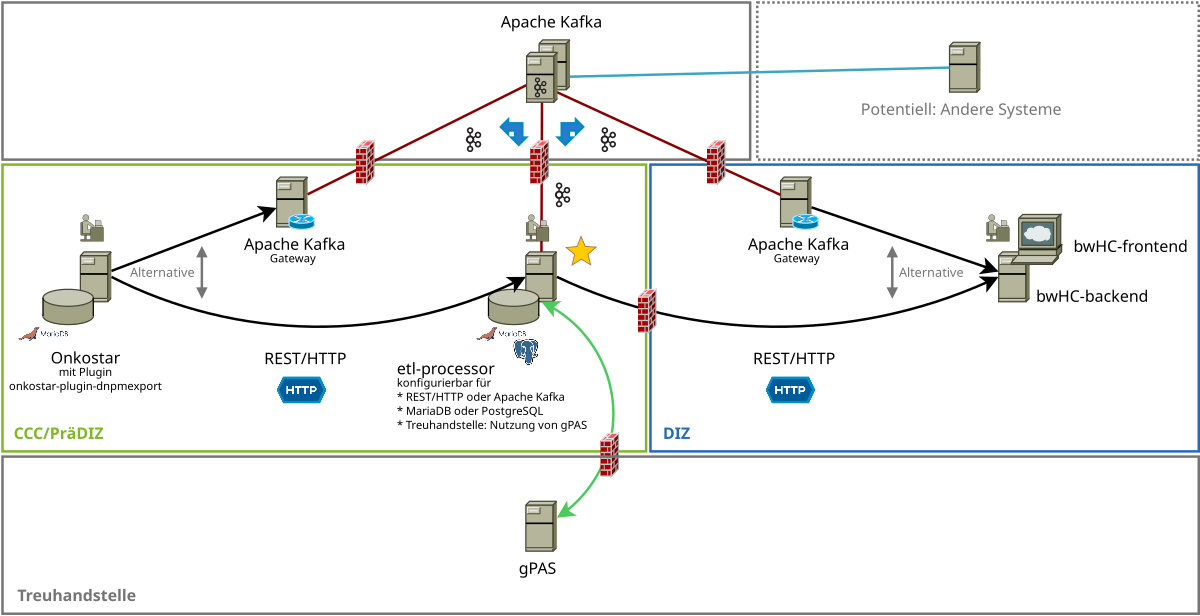 Apache Kafka
Potentiell: Andere Systeme
Apache Kafka
Gateway
Alternative
MariaDB
Onkostar
mit Plugin
onkostar-plugin-dnpmexport
REST/HTTP
HTTP
MariaDB
etl-processor
konfigurierbar für
* REST/HTTP oder Apache Kafka
* MariaDB oder PostgreSQL
* Treuhandstelle: Nutzung von gPAS
CCC/PräDIZ
Apache Kafka
Gateway
Alternative
bwHC-frontend
bwHC-backend
REST/HTTP
HTTP
DIZ
gPAS
Treuhandstelle